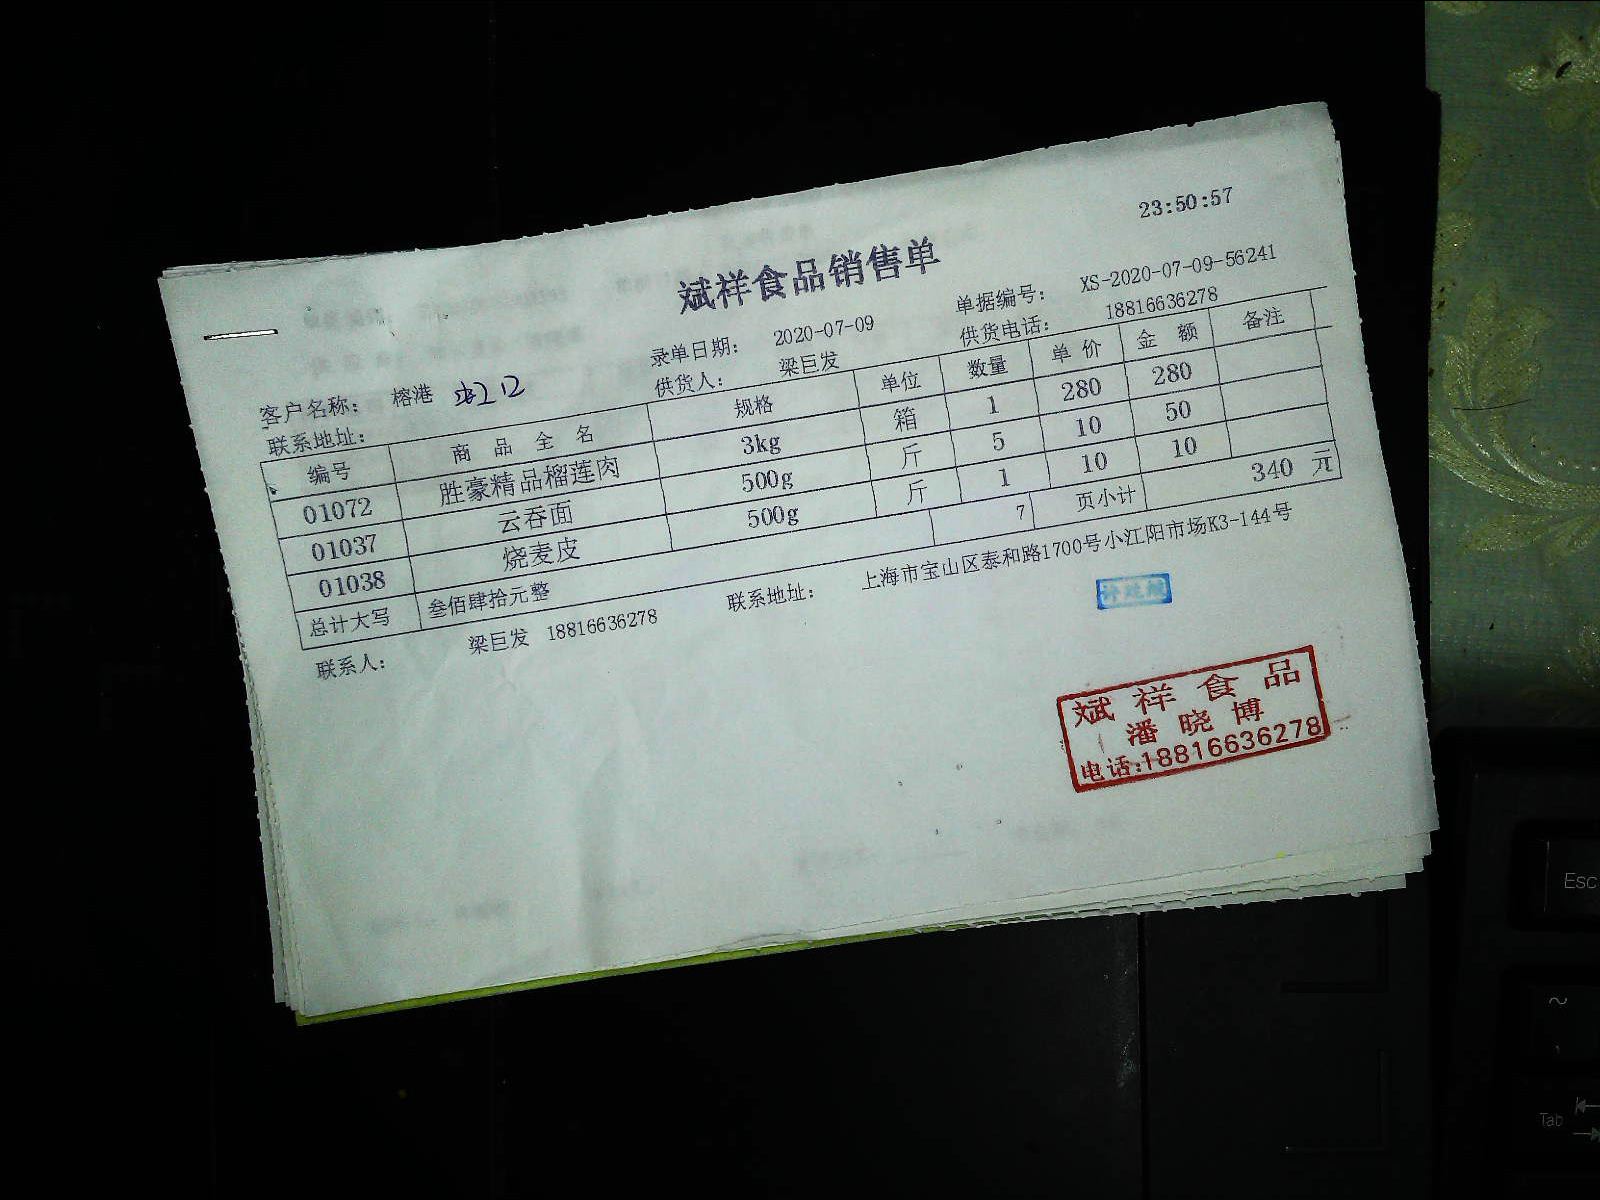 23:50:57
斌祥食品销售单
录单日期： 2020-07-09 单据编号： XS-2020-07-09-56241
客户名称： 榕港 供货人： 梁巨发 供货电话： 18816636278
联系地址：
编号 商品全名 规格 单位 数量 单价 金额 备注
01072 胜豪精品榴莲肉 3kg 箱 1 280 280
01037 云吞面 500g 斤 5 10 50
01038 烧麦皮 500g 斤 1 10 10
总计大写 叁佰肆拾元整 7 页小计 340 元
联系人： 梁巨发 18816636278 联系地址： 上海市宝山区泰和路1700号小江阳市场K3-144号
斌祥食品
潘晓博
电话:18816636278
Esc
~
Tab